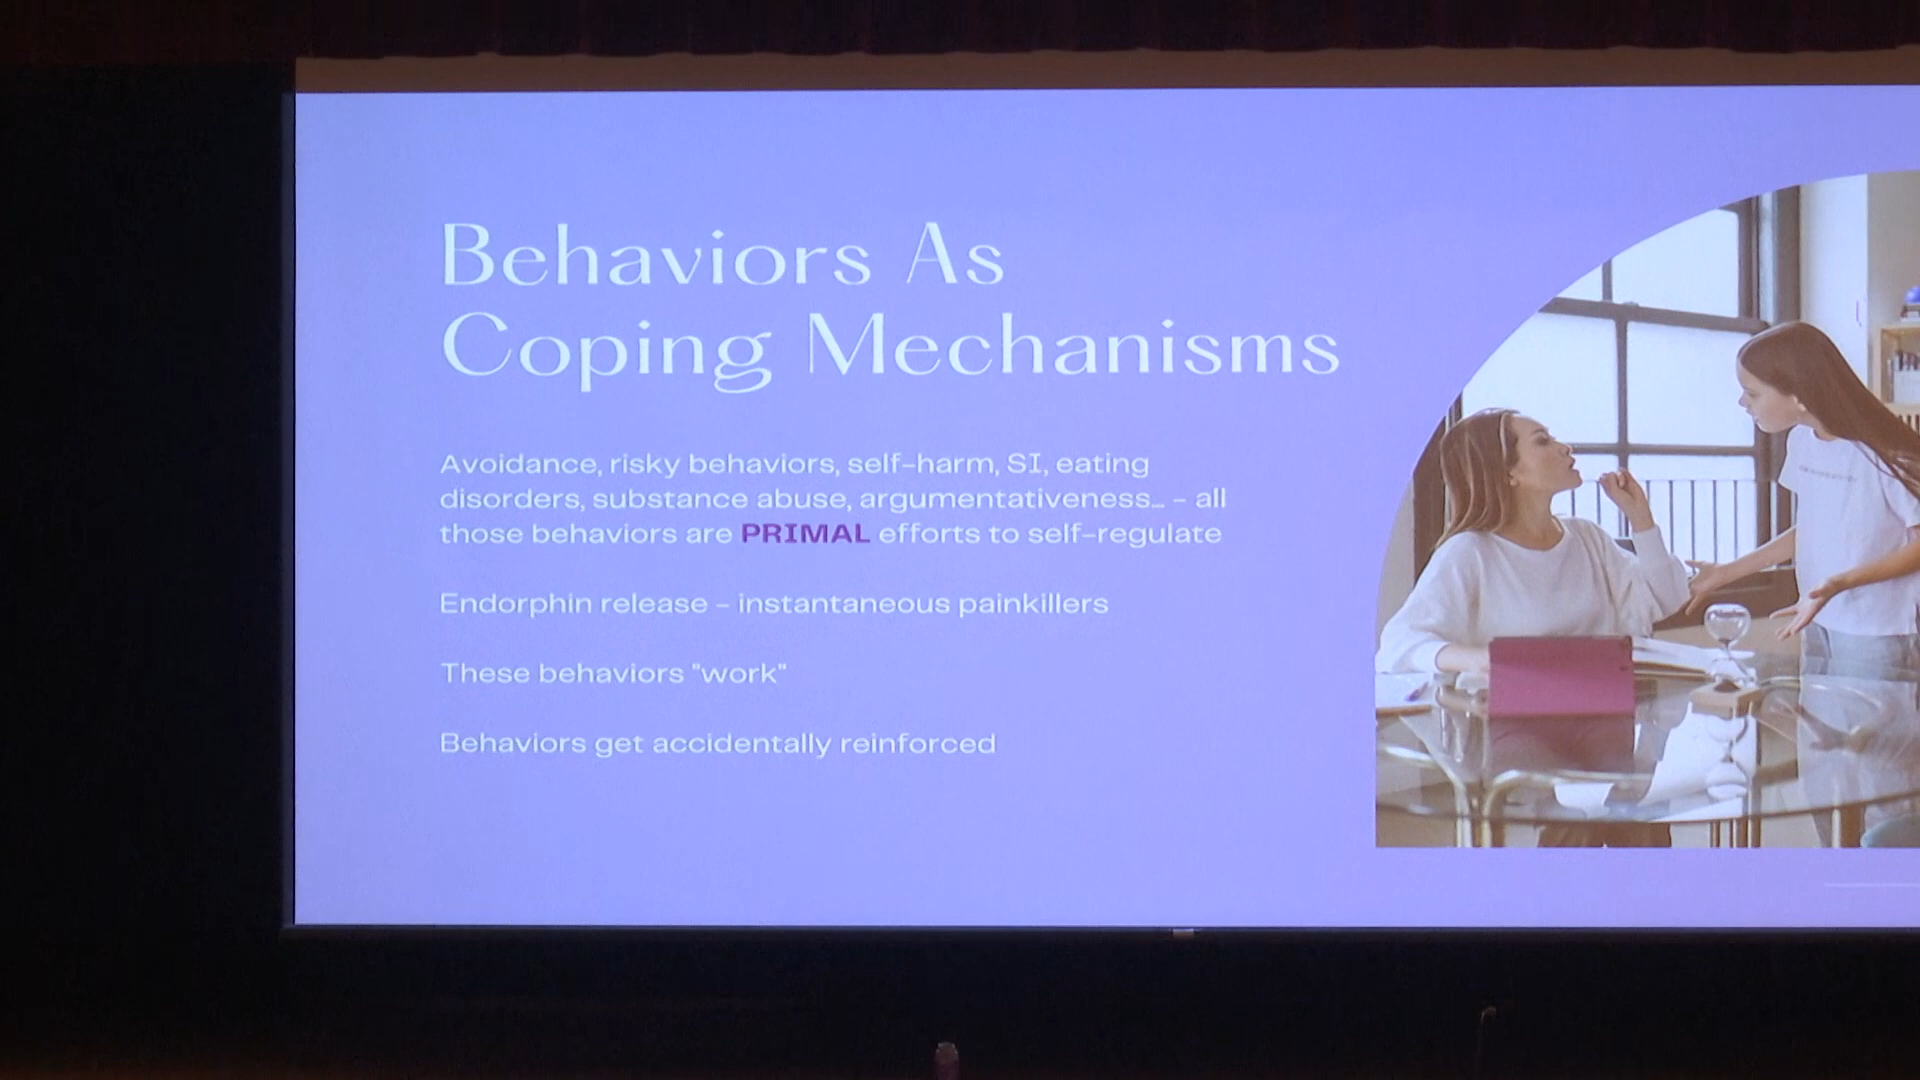 Behaviors As
Coping Mechanisms
Avoidance, risky behaviors, self-harm, SI, eating
disorders, substance abuse, argumentativeness... - all
those behaviors are PRIMAL efforts to self-regulate
Endorphin release - instantaneous painkillers
These behaviors "work"
Behaviors get accidentally reinforced